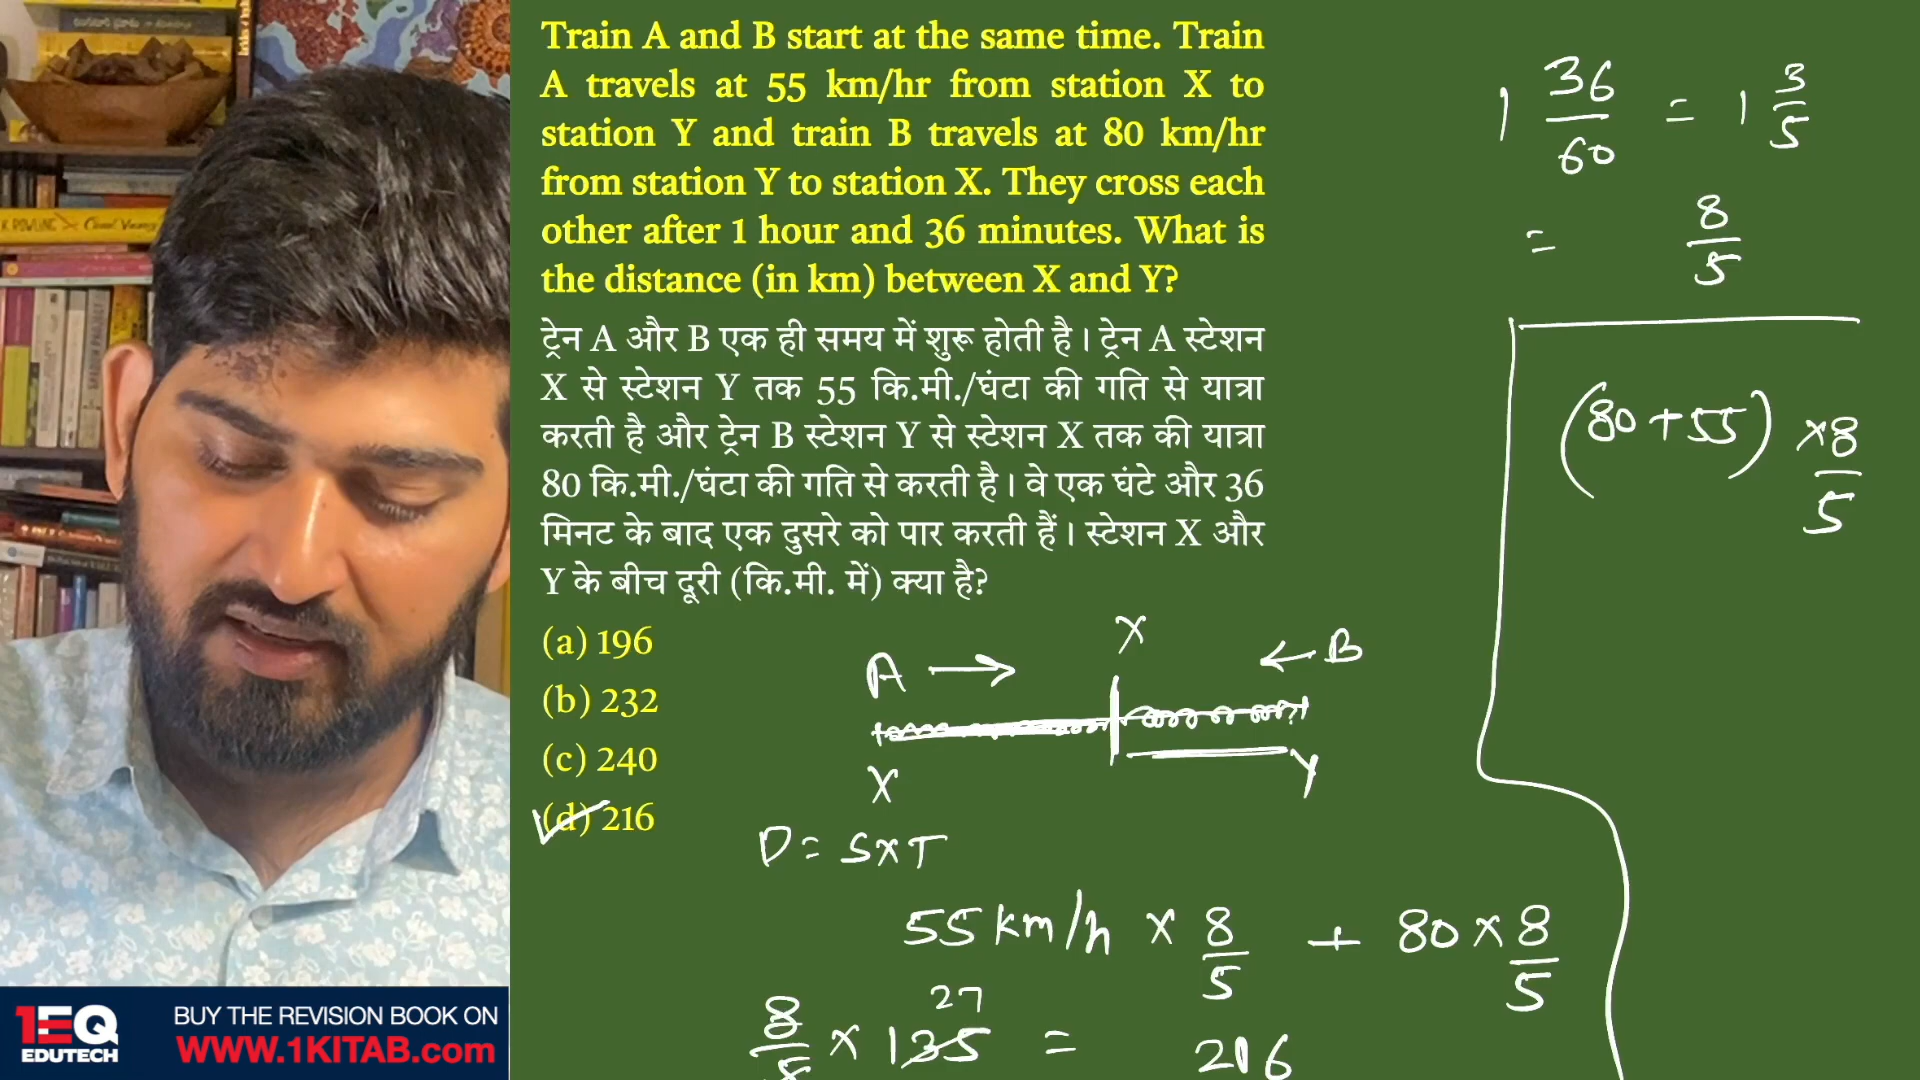 Train A and B start at the same time. Train
A travels at 55 km/hr from station X to
station Y and train B travels at 80 km/hr
from station Y to station X. They cross each
other after 1 hour and 36 minutes. What is
the distance (in km) between X and Y?
ट्रेन A और B एक ही समय में शुरू होती है। ट्रेन A स्टेशन
X से स्टेशन Y तक 55 कि.मी./घंटा की गति से यात्रा
करती है और ट्रेन B स्टेशन Y से स्टेशन X तक की यात्रा
80 कि.मी./घंटा की गति से करती है। वे एक घंटे और 36
मिनट के बाद एक दुसरे को पार करती हैं। स्टेशन X और
Y के बीच दूरी (कि.मी. में) क्या है?
(a) 196
(b) 232
(c) 240
(d) 216
1 36/60 = 1 3/5
= 8/5
(80+55) × 8/5
X
A → ← B
X Y
D = S×T
55 km/h × 8/5 + 80 × 8/5
27
8/5 × 135 = 216
K. ROWLING
1EQ
EDUTECH
BUY THE REVISION BOOK ON
WWW.1KITAB.com